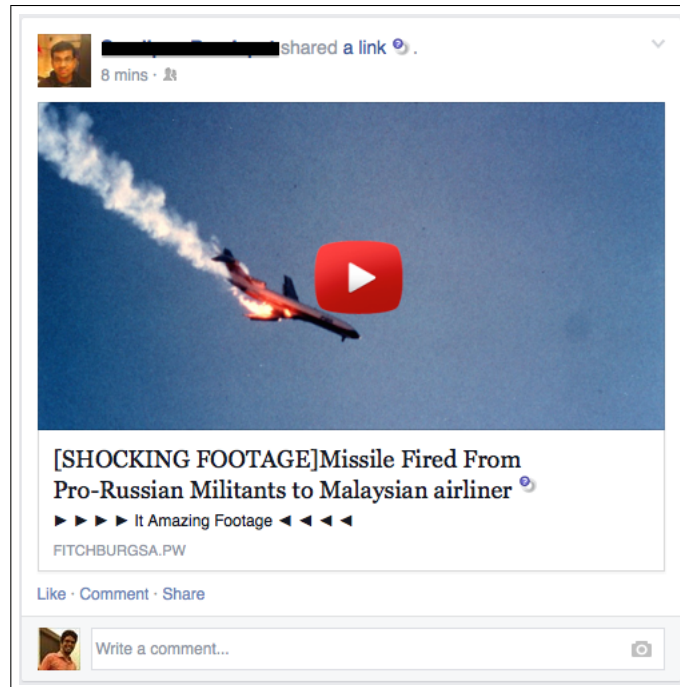 shared a link .
8 mins ·
[SHOCKING FOOTAGE]Missile Fired From
Pro-Russian Militants to Malaysian airliner
► ► ► ► It Amazing Footage ◄ ◄ ◄ ◄
FITCHBURGSA.PW
Like · Comment · Share
Write a comment...